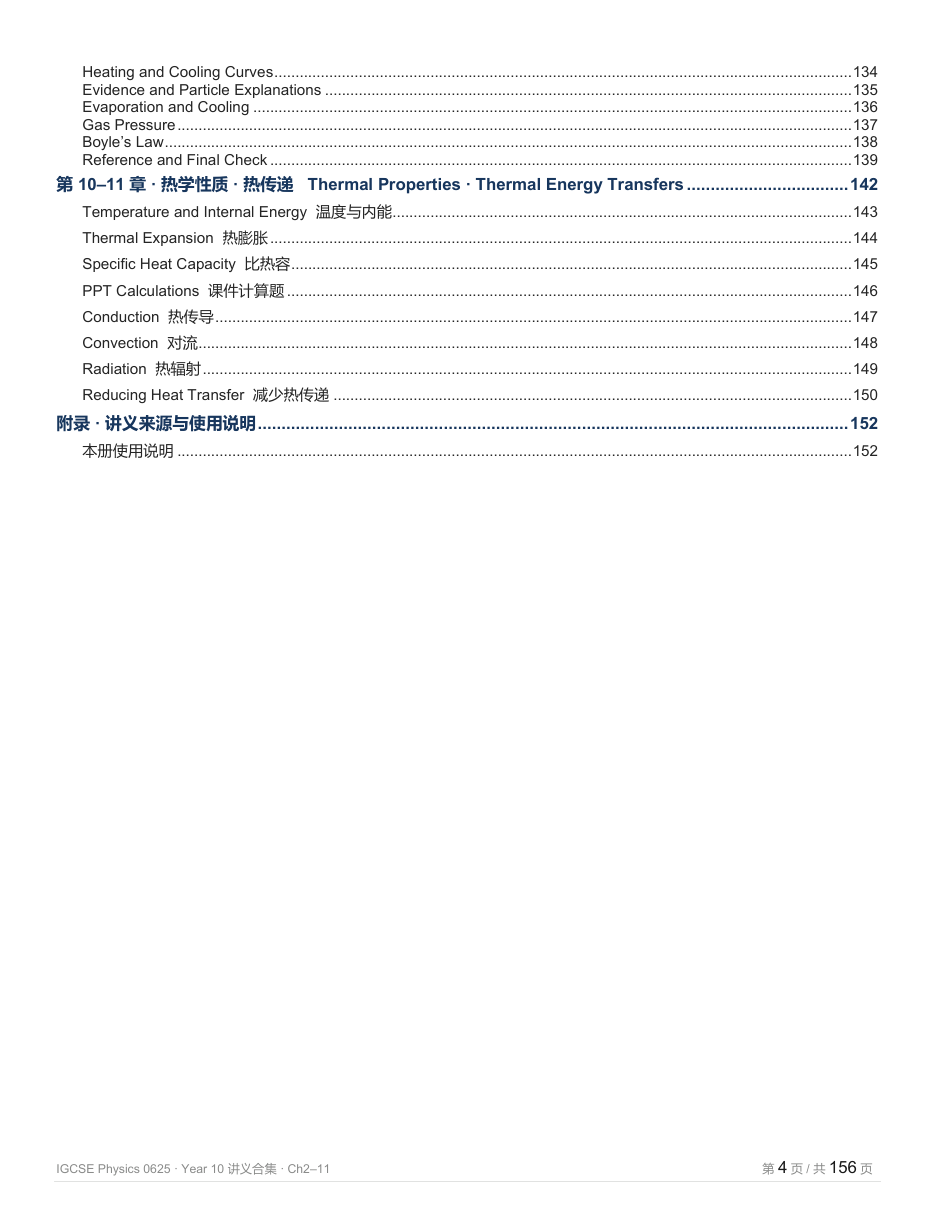 Heating and Cooling Curves........................................134
Evidence and Particle Explanations........................................135
Evaporation and Cooling........................................136
Gas Pressure........................................137
Boyle’s Law........................................138
Reference and Final Check........................................139
第 10–11 章 · 热学性质 · 热传递 Thermal Properties · Thermal Energy Transfers........................................142
Temperature and Internal Energy 温度与内能........................................143
Thermal Expansion 热膨胀........................................144
Specific Heat Capacity 比热容........................................145
PPT Calculations 课件计算题........................................146
Conduction 热传导........................................147
Convection 对流........................................148
Radiation 热辐射........................................149
Reducing Heat Transfer 减少热传递........................................150
附录 · 讲义来源与使用说明........................................152
本册使用说明........................................152
IGCSE Physics 0625 · Year 10 讲义合集 · Ch2–11 第 4 页 / 共 156 页